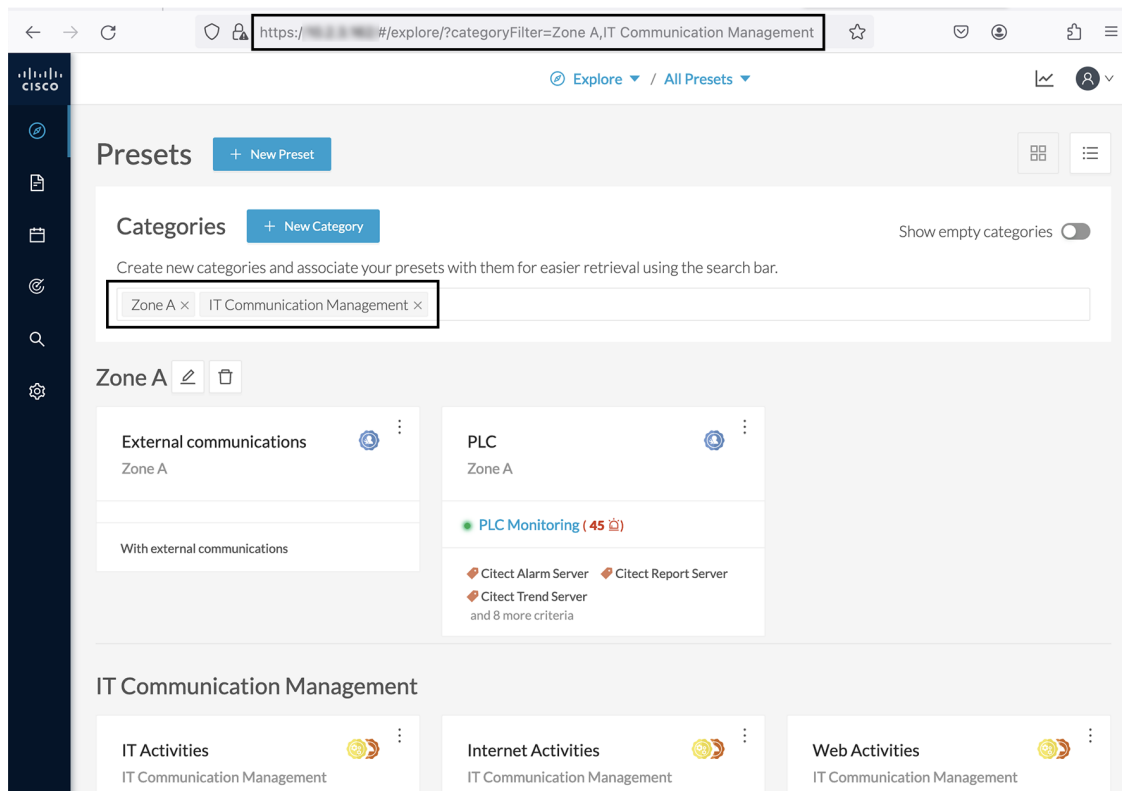 https:/ #/explore/?categoryFilter=Zone A,IT Communication Management
cisco
Explore / All Presets
Presets + New Preset
Categories + New Category
Show empty categories
Create new categories and associate your presets with them for easier retrieval using the search bar.
Zone A × IT Communication Management ×
Zone A
External communications
Zone A
With external communications
PLC
Zone A
PLC Monitoring ( 45 )
Citect Alarm Server Citect Report Server
Citect Trend Server
and 8 more criteria
IT Communication Management
IT Activities
IT Communication Management
Internet Activities
IT Communication Management
Web Activities
IT Communication Management